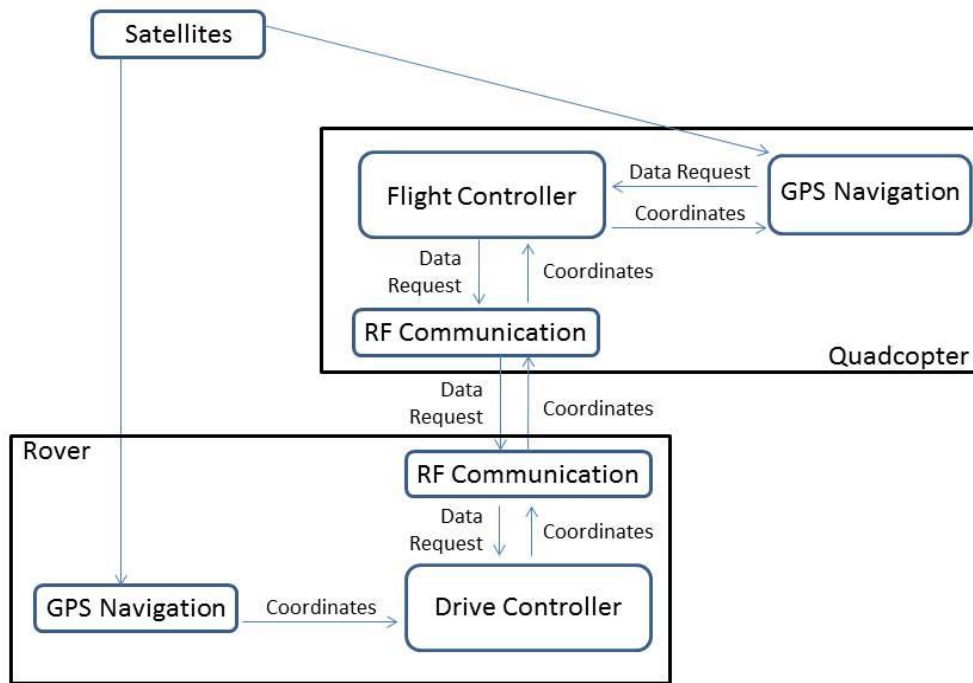 Satellites
Flight Controller
Data Request
GPS Navigation
Coordinates
Data
Request
Coordinates
RF Communication
Quadcopter
Data
Request
Coordinates
Rover
RF Communication
Data
Request
Coordinates
GPS Navigation
Coordinates
Drive Controller